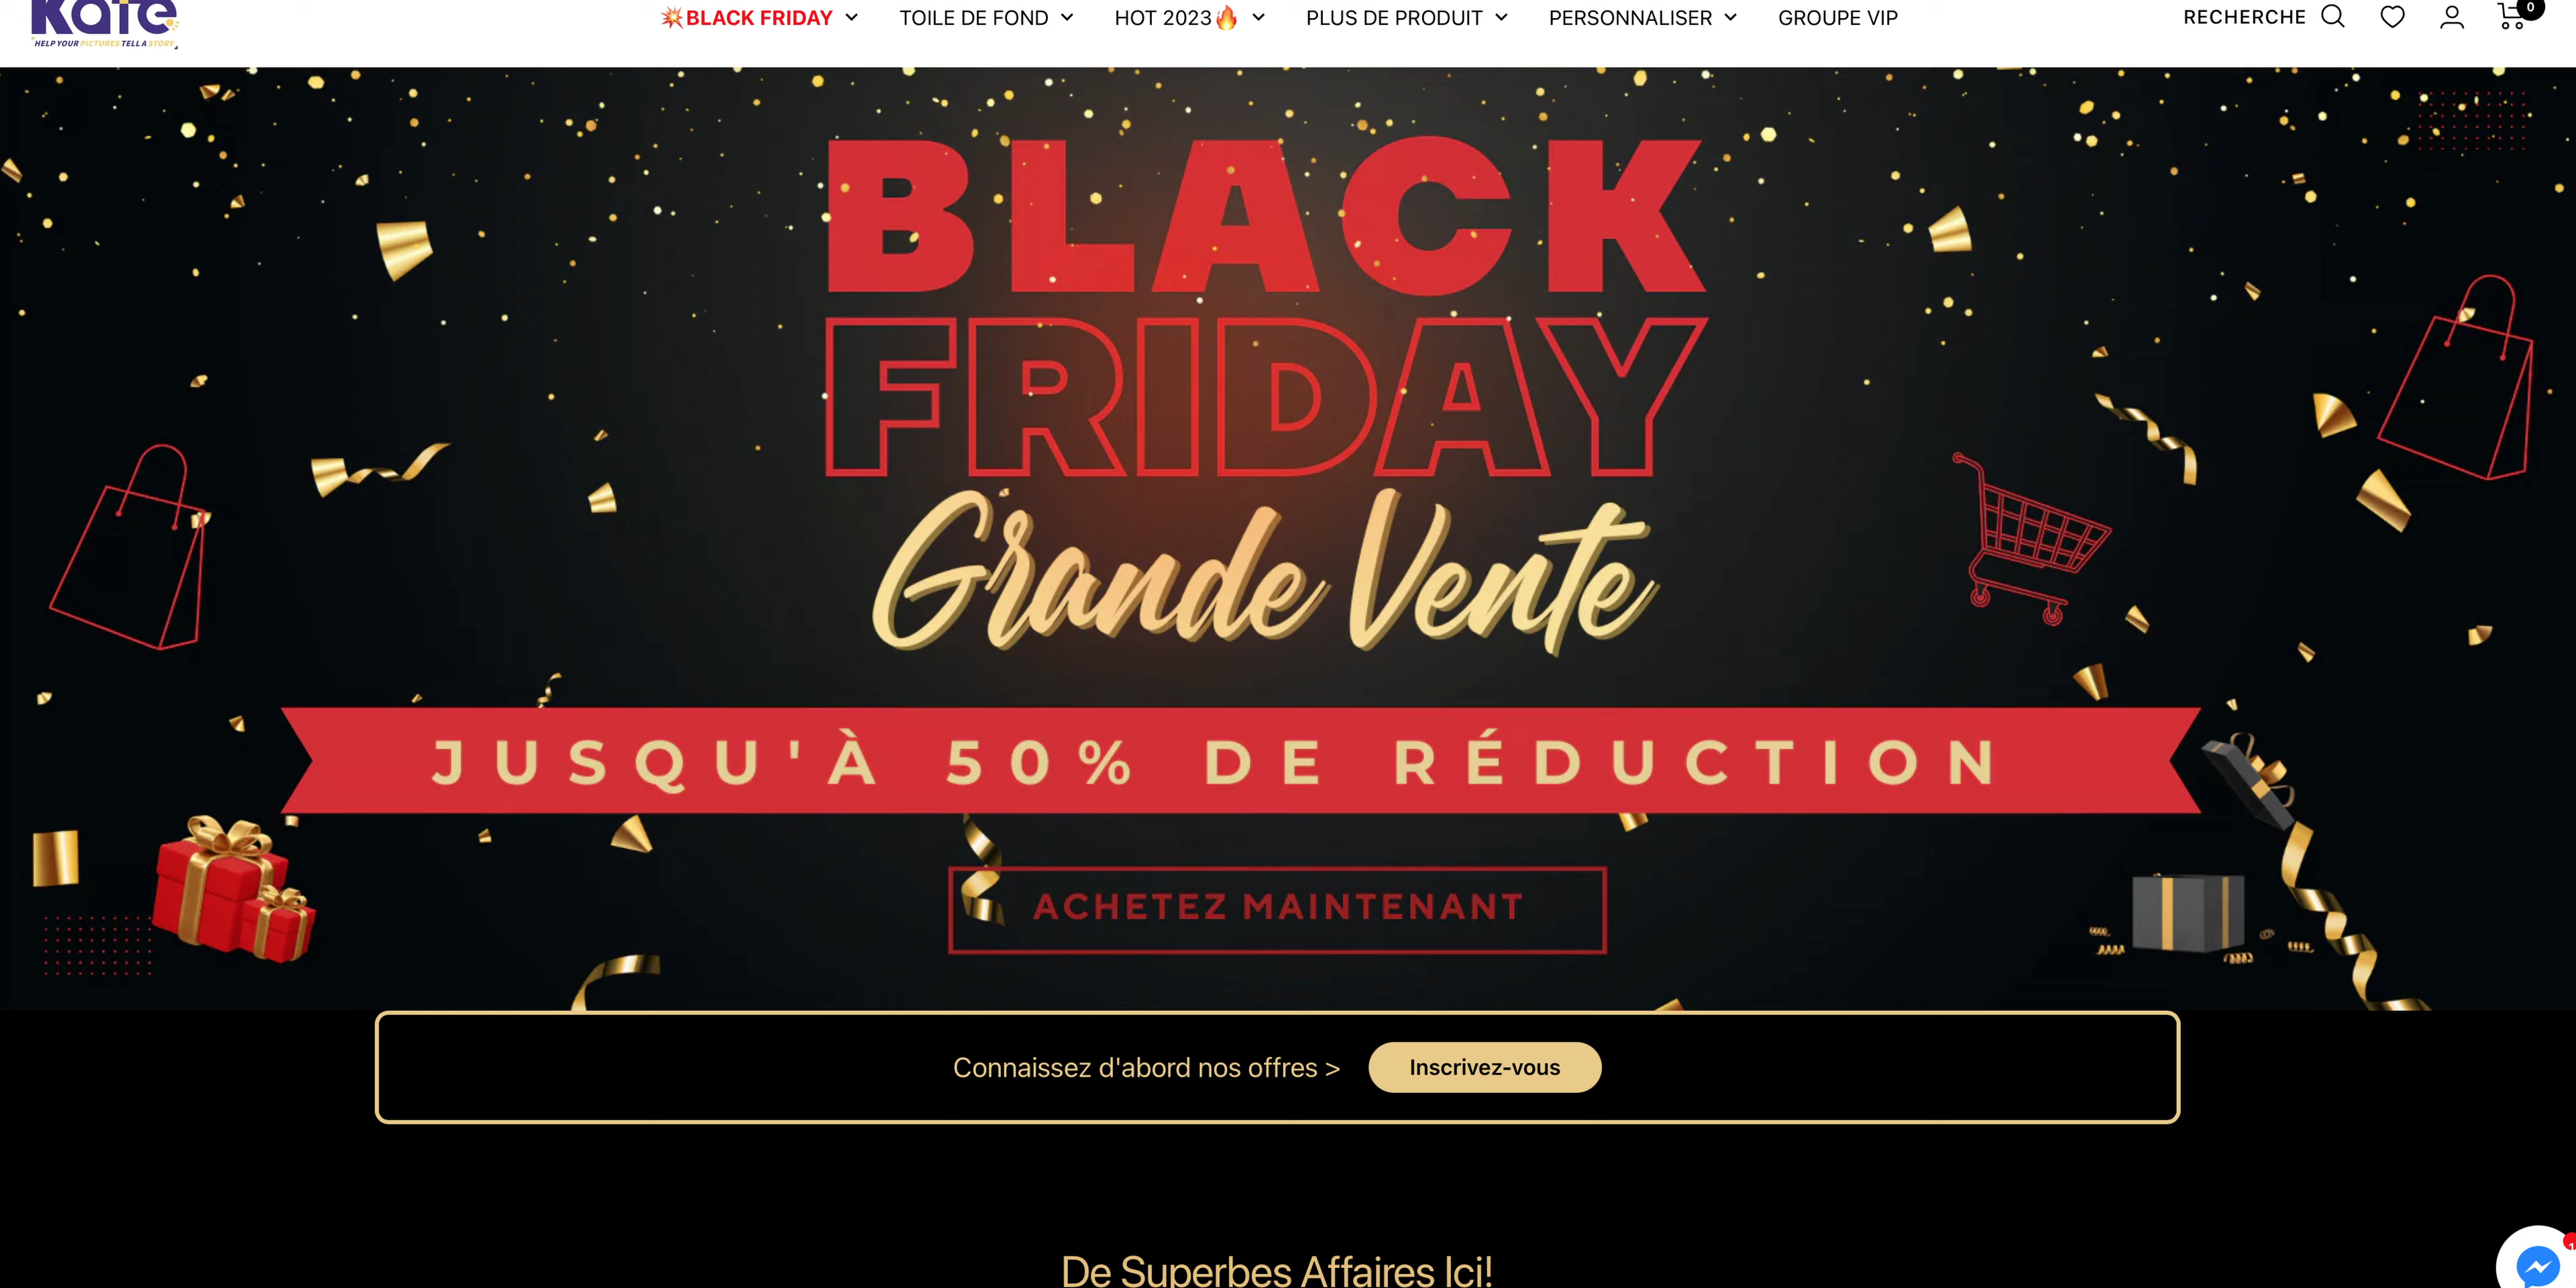 Kate
HELP YOUR PICTURES TELL A STORY
💥BLACK FRIDAY
TOILE DE FOND
HOT 2023🔥
PLUS DE PRODUIT
PERSONNALISER
GROUPE VIP
RECHERCHE
0
BLACK
FRIDAY
Grande Vente
JUSQU'À 50% DE RÉDUCTION
ACHETEZ MAINTENANT
Connaissez d'abord nos offres >
Inscrivez-vous
De Superbes Affaires Ici!
1